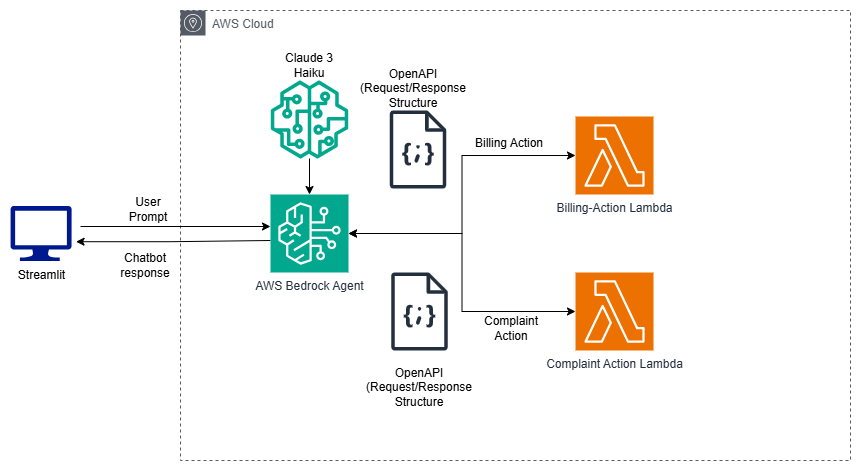 AWS Cloud
Claude 3
Haiku
OpenAPI
(Request/Response
Structure
{;}
Billing Action
Billing-Action Lambda
User
Prompt
Chatbot
response
Streamlit
AWS Bedrock Agent
{;}
Complaint
Action
Complaint Action Lambda
OpenAPI
(Request/Response
Structure